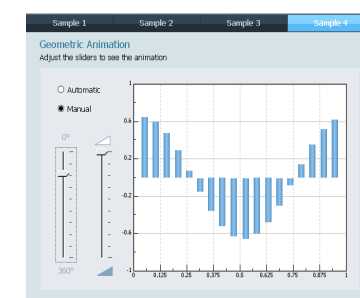 Sample 1 Sample 2 Sample 3 Sample 4
Geometric Animation
Adjust the sliders to see the animation
Automatic
Manual
0°
360°
1
0.6
0.2
-0.2
-0.6
-1
0 0.125 0.25 0.375 0.5 0.625 0.75 0.875 1